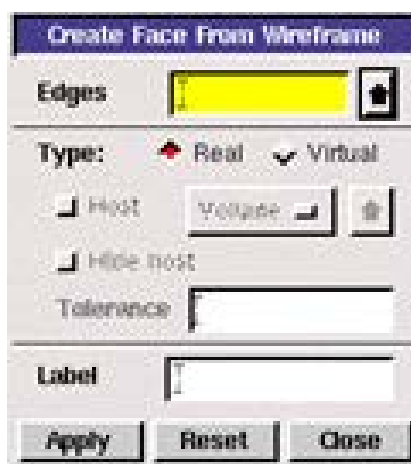 Create Face From Wireframe
Edges
Type: Real Virtual
Host Volume
Hide host
Tolerance
Label
Apply Reset Close